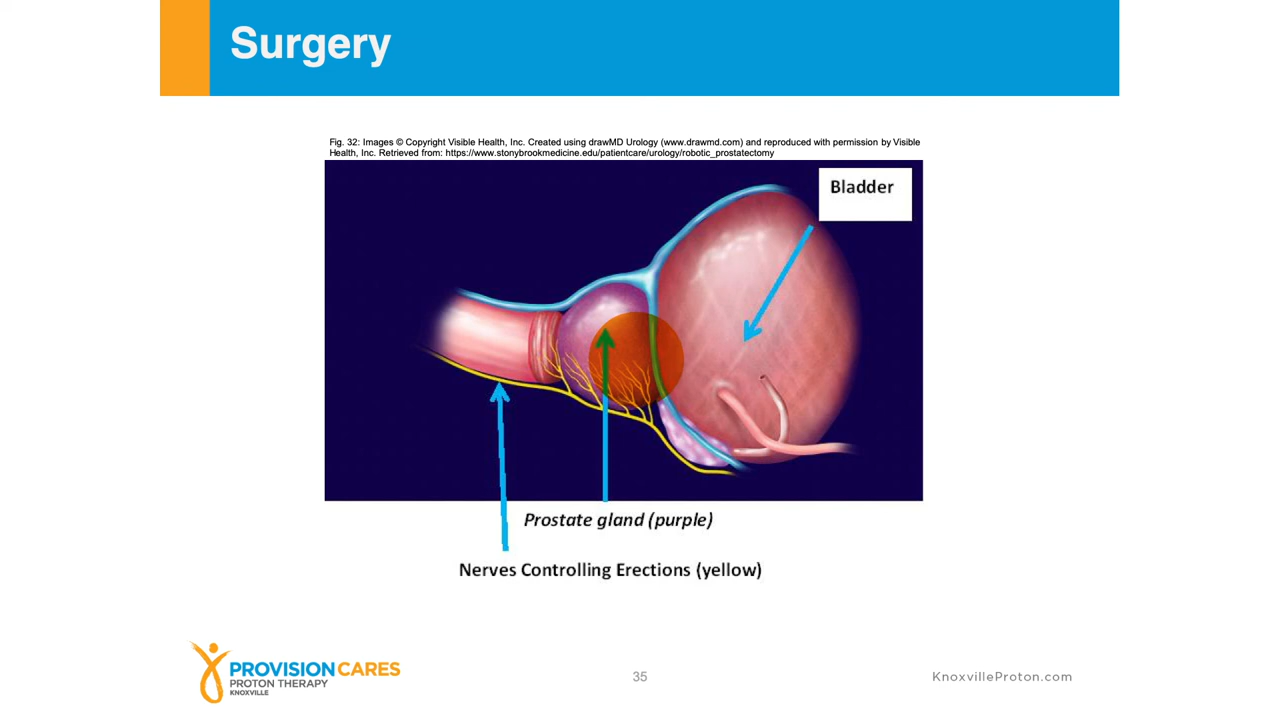 Surgery
Fig. 32: Images © Copyright Visible Health, Inc. Created using drawMD Urology (www.drawmd.com) and reproduced with permission by Visible
Health, Inc. Retrieved from: https://www.stonybrookmedicine.edu/patientcare/urology/robotic_prostatectomy
Bladder
Prostate gland (purple)
Nerves Controlling Erections (yellow)
PROVISION CARES
PROTON THERAPY
KNOXVILLE
35
KnoxvilleProton.com